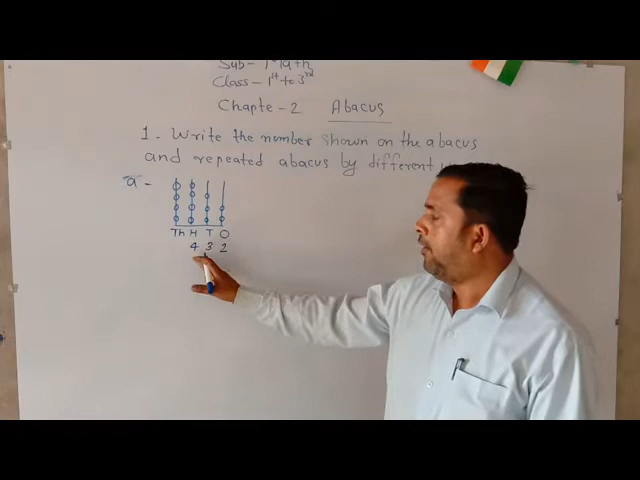 Sub- Math
Class- 1st to 3rd
Chapte-2 Abacus
1- Write the number shown on the abacus
and repeated abacus by different
a-
Th H T O
4 3 2